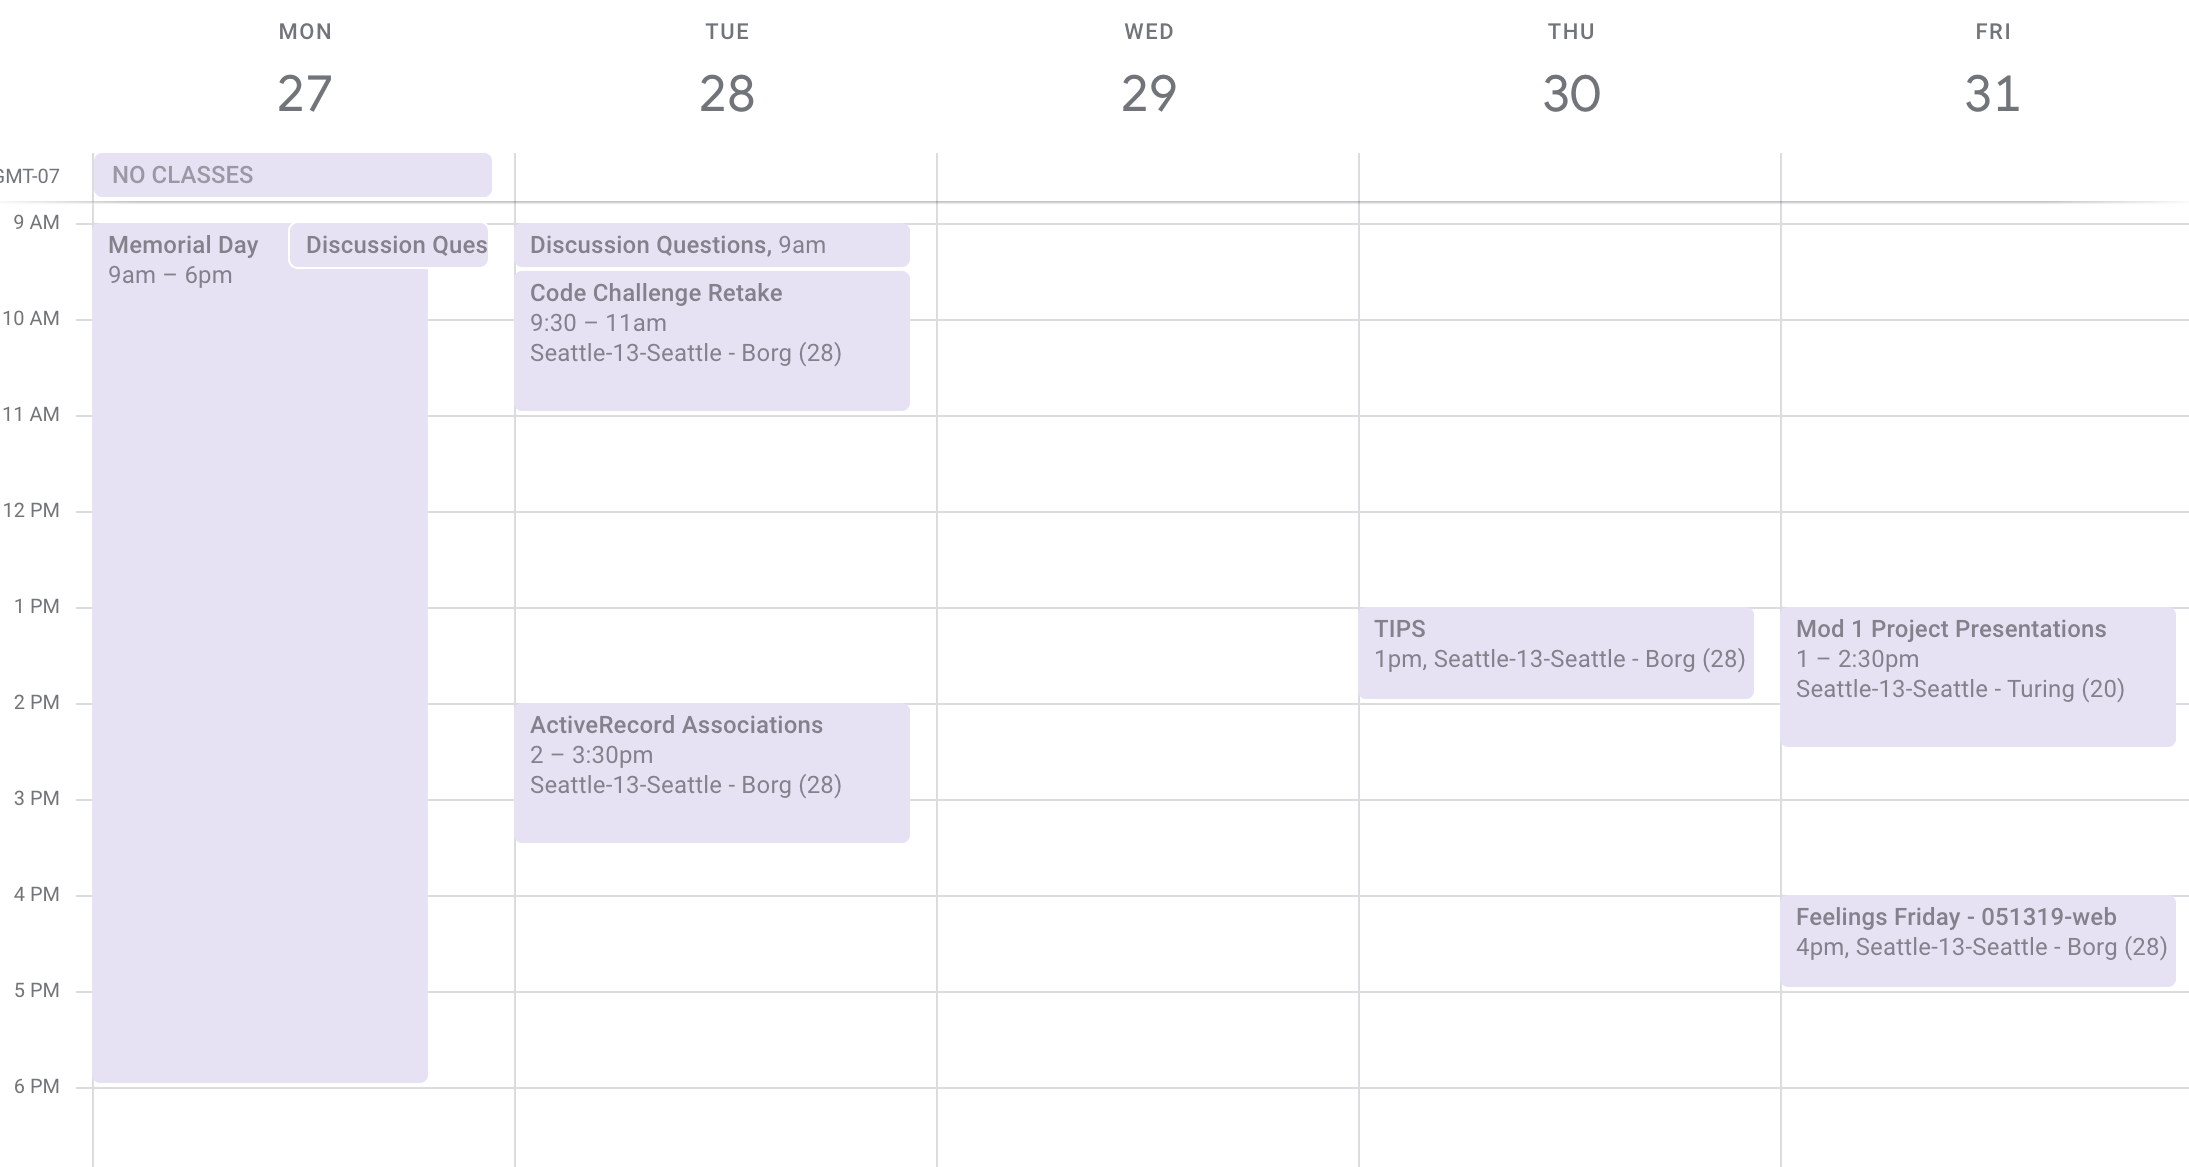 MON
TUE
WED
THU
FRI
27
28
29
30
31
GMT-07
NO CLASSES
9 AM
10 AM
11 AM
12 PM
1 PM
2 PM
3 PM
4 PM
5 PM
6 PM
Memorial Day
9am – 6pm
Discussion Ques
Discussion Questions, 9am
Code Challenge Retake
9:30 – 11am
Seattle-13-Seattle - Borg (28)
ActiveRecord Associations
2 – 3:30pm
Seattle-13-Seattle - Borg (28)
TIPS
1pm, Seattle-13-Seattle - Borg (28)
Mod 1 Project Presentations
1 – 2:30pm
Seattle-13-Seattle - Turing (20)
Feelings Friday - 051319-web
4pm, Seattle-13-Seattle - Borg (28)